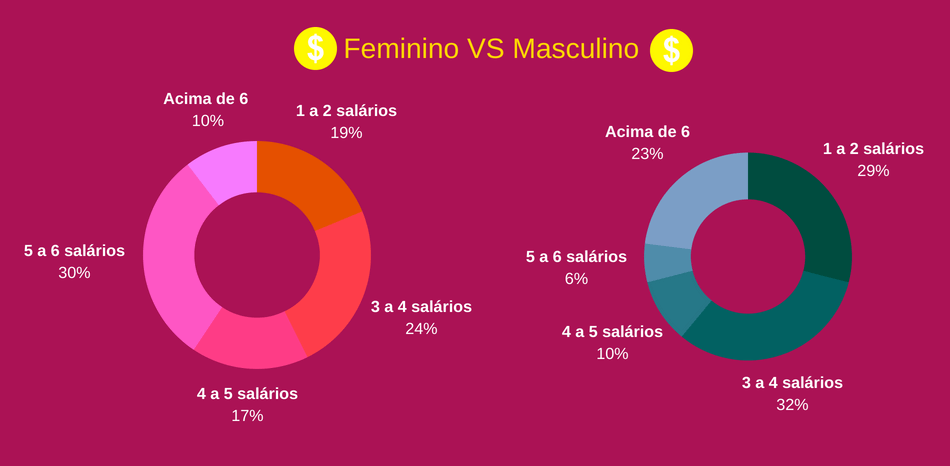 $ Feminino VS Masculino $
Acima de 6
10%
1 a 2 salários
19%
5 a 6 salários
30%
3 a 4 salários
24%
4 a 5 salários
17%
Acima de 6
23%
1 a 2 salários
29%
5 a 6 salários
6%
4 a 5 salários
10%
3 a 4 salários
32%